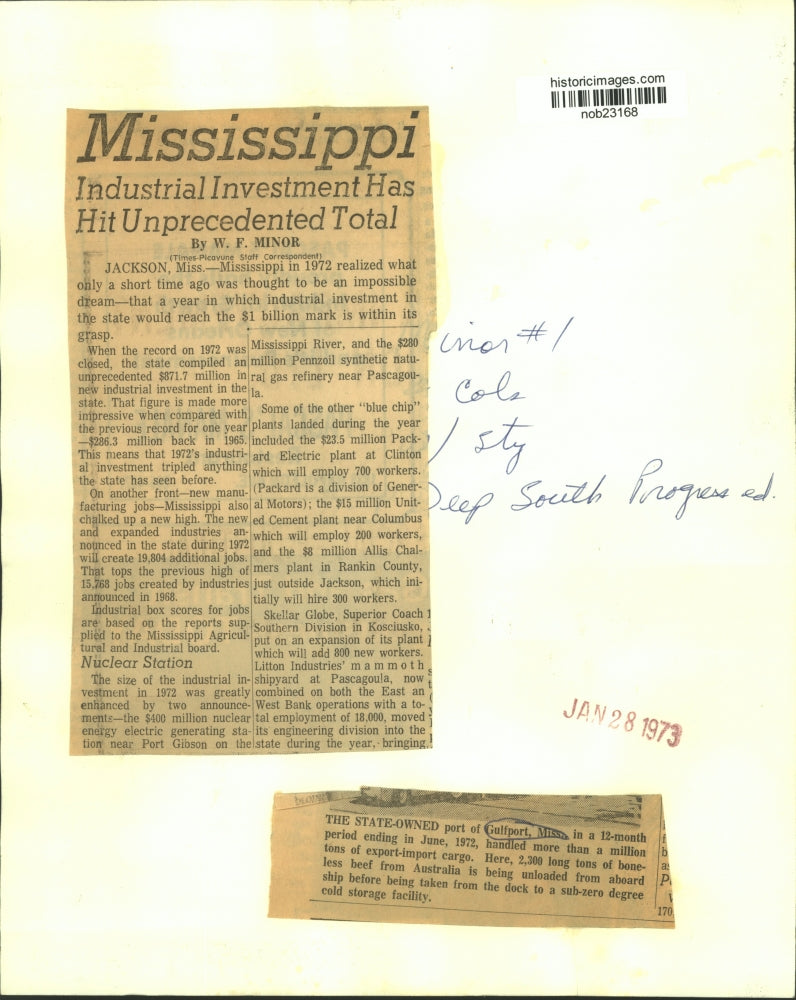 historicimages.com
nob23168
Mississippi
Industrial Investment Has
Hit Unprecedented Total
By W. F. MINOR
(Times-Picayune Staff Correspondent)
JACKSON, Miss.—Mississippi in 1972 realized what
only a short time ago was thought to be an impossible
dream—that a year in which industrial investment in
the state would reach the $1 billion mark is within its
grasp.
When the record on 1972 was
closed, the state compiled an
unprecedented $871.7 million in
new industrial investment in the
state. That figure is made more
impressive when compared with
the previous record for one year
—$286.3 million back in 1965.
This means that 1972's industri-
al investment tripled anything
the state has seen before.
On another front—new manu-
facturing jobs—Mississippi also
chalked up a new high. The new
and expanded industries an-
nounced in the state during 1972
will create 19,804 additional jobs.
That tops the previous high of
15,768 jobs created by industries
announced in 1968.
Industrial box scores for jobs
are based on the reports sup-
plied to the Mississippi Agricul-
tural and Industrial board.
Nuclear Station
The size of the industrial in-
vestment in 1972 was greatly
enhanced by two announce-
ments—the $400 million nuclear
energy electric generating sta-
tion near Port Gibson on the
Mississippi River, and the $280
million Pennzoil synthetic natu-
ral gas refinery near Pascagou-
la.
Some of the other "blue chip"
plants landed during the year
included the $23.5 million Pack-
ard Electric plant at Clinton
which will employ 700 workers.
(Packard is a division of Gener-
al Motors); the $15 million Unit-
ed Cement plant near Columbus
which will employ 200 workers,
and the $8 million Allis Chal-
mers plant in Rankin County,
just outside Jackson, which ini-
tially will hire 300 workers.
Skellar Globe, Superior Coach
Southern Division in Kosciusko,
put on an expansion of its plant
which will add 800 new workers.
Litton Industries' mammoth
shipyard at Pascagoula, now
combined on both the East an
West Bank operations with a to-
tal employment of 18,000, moved
its engineering division into the
state during the year, bringing
inor #1
Cols
/ Sty
Deep South Progress ed.
JAN 28 1973
THE STATE-OWNED port of Gulfport, Miss., in a 12-month
period ending in June, 1972, handled more than a million
tons of export-import cargo. Here, 2,300 long tons of bone-
less beef from Australia is being unloaded from aboard
ship before being taken from the dock to a sub-zero degree
cold storage facility.
170